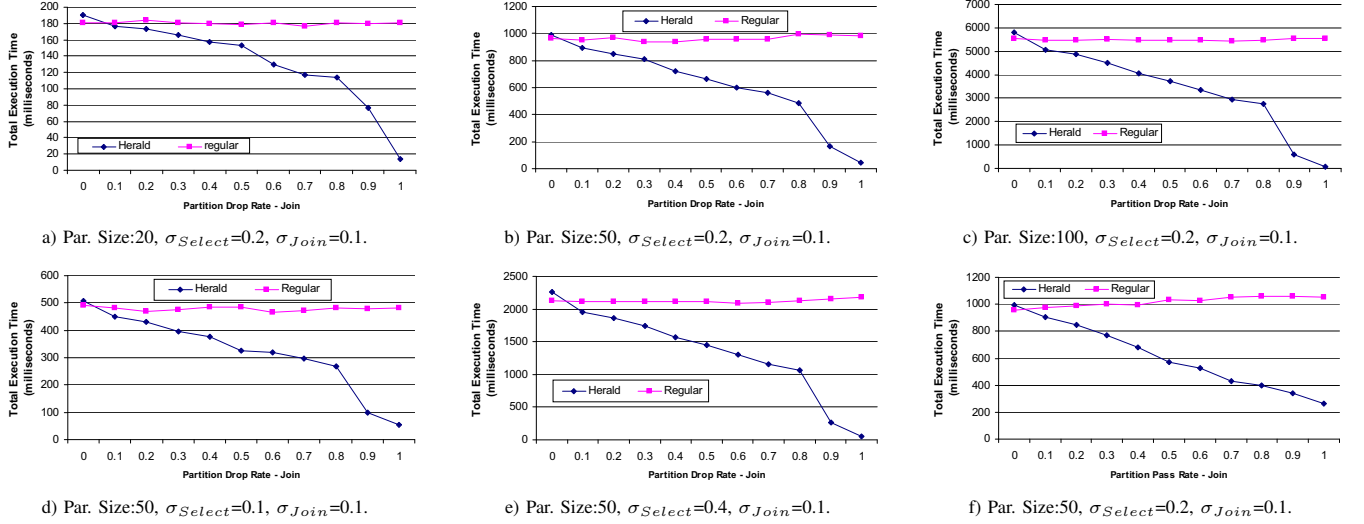 Total Execution Time
(milliseconds)
200
180
160
140
120
100
80
60
40
20
0
Herald
regular
0 0.1 0.2 0.3 0.4 0.5 0.6 0.7 0.8 0.9 1
Partition Drop Rate - Join
a) Par. Size:20, σSelect=0.2, σJoin=0.1.
Total Execution Time
(milliseconds)
1200
1000
800
600
400
200
0
Herald
Regular
0 0.1 0.2 0.3 0.4 0.5 0.6 0.7 0.8 0.9 1
Partition Drop Rate - Join
b) Par. Size:50, σSelect=0.2, σJoin=0.1.
Total Execution Time
(milliseconds)
7000
6000
5000
4000
3000
2000
1000
0
Herald
Regular
0 0.1 0.2 0.3 0.4 0.5 0.6 0.7 0.8 0.9 1
Partition Drop Rate - Join
c) Par. Size:100, σSelect=0.2, σJoin=0.1.
Total Execution Time
(milliseconds)
600
500
400
300
200
100
0
Herald
Regular
0 0.1 0.2 0.3 0.4 0.5 0.6 0.7 0.8 0.9 1
Partition Drop Rate - Join
d) Par. Size:50, σSelect=0.1, σJoin=0.1.
Total Execution Time
(milliseconds)
2500
2000
1500
1000
500
0
Herald
Regular
0 0.1 0.2 0.3 0.4 0.5 0.6 0.7 0.8 0.9 1
Partition Drop Rate - Join
e) Par. Size:50, σSelect=0.4, σJoin=0.1.
Total Execution Time
(milliseconds)
1200
1000
800
600
400
200
0
Herald
Regular
0 0.1 0.2 0.3 0.4 0.5 0.6 0.7 0.8 0.9 1
Partition Pass Rate - Join
f) Par. Size:50, σSelect=0.2, σJoin=0.1.